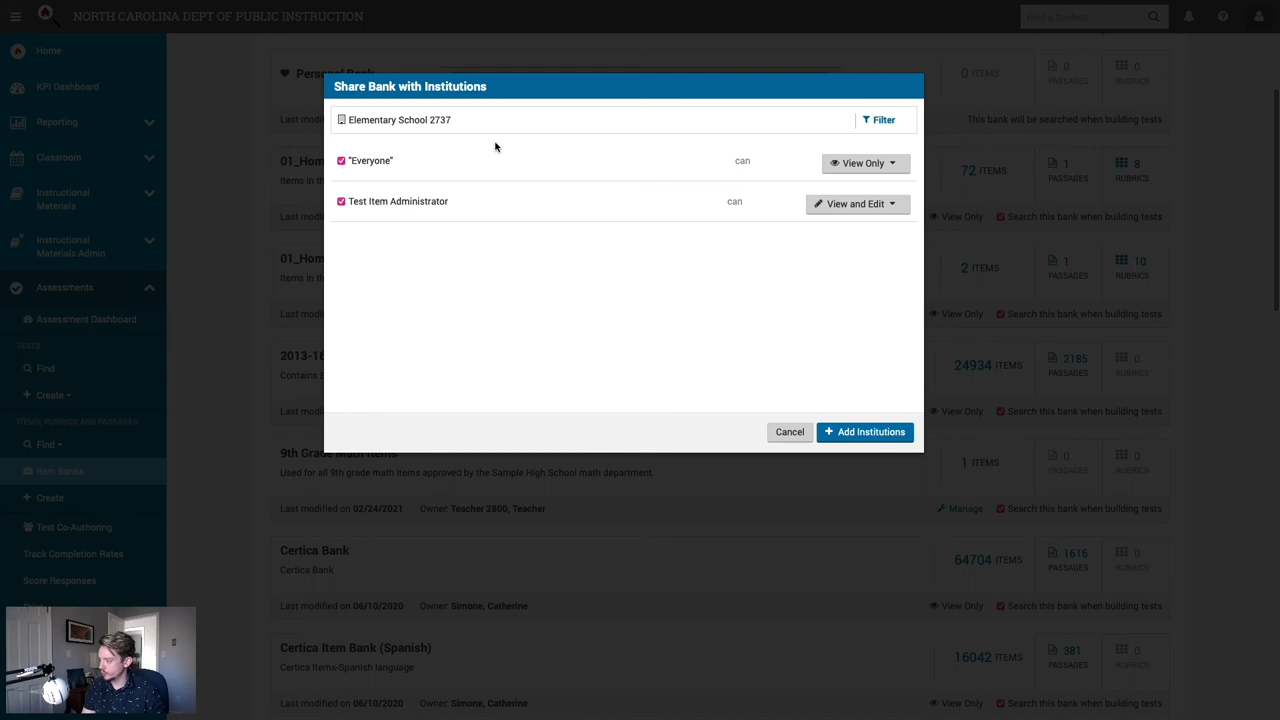 NORTH CAROLINA DEPT OF PUBLIC INSTRUCTION
Find a Student
Home
KPI Dashboard
Reporting
Classroom
Instructional
Materials
Instructional
Materials Admin
Assessments
Assessment Dashboard
TESTS
Find
+ Create
ITEMS, RUBRICS AND PASSAGES
Find
Item Banks
+ Create
Test Co-Authoring
Track Completion Rates
Score Responses
Personal Bank
0 ITEMS
0
PASSAGES
0
RUBRICS
Last modif
This bank will be searched when building tests
Share Bank with Institutions
Elementary School 2737
Filter
"Everyone"
can
View Only
Test Item Administrator
can
View and Edit
Cancel
+ Add Institutions
01_Hom
Items in th
72 ITEMS
1
PASSAGES
8
RUBRICS
Last modif
View Only
Search this bank when building tests
01_Hom
Items in th
2 ITEMS
1
PASSAGES
10
RUBRICS
Last modif
View Only
Search this bank when building tests
2013-16
Contains E
24934 ITEMS
2185
PASSAGES
0
RUBRICS
Last modif
View Only
Search this bank when building tests
9th Grade Math Items
Used for all 9th grade math items approved by the Sample High School math department.
1 ITEMS
0
PASSAGES
0
RUBRICS
Last modified on 02/24/2021 Owner: Teacher 2800, Teacher
Manage
Search this bank when building tests
Certica Bank
Certica Bank
64704 ITEMS
1616
PASSAGES
0
RUBRICS
Last modified on 06/10/2020 Owner: Simone, Catherine
View Only
Search this bank when building tests
Certica Item Bank (Spanish)
Certica Items-Spanish language
16042 ITEMS
381
PASSAGES
0
RUBRICS
Last modified on 06/10/2020 Owner: Simone, Catherine
View Only
Search this bank when building tests